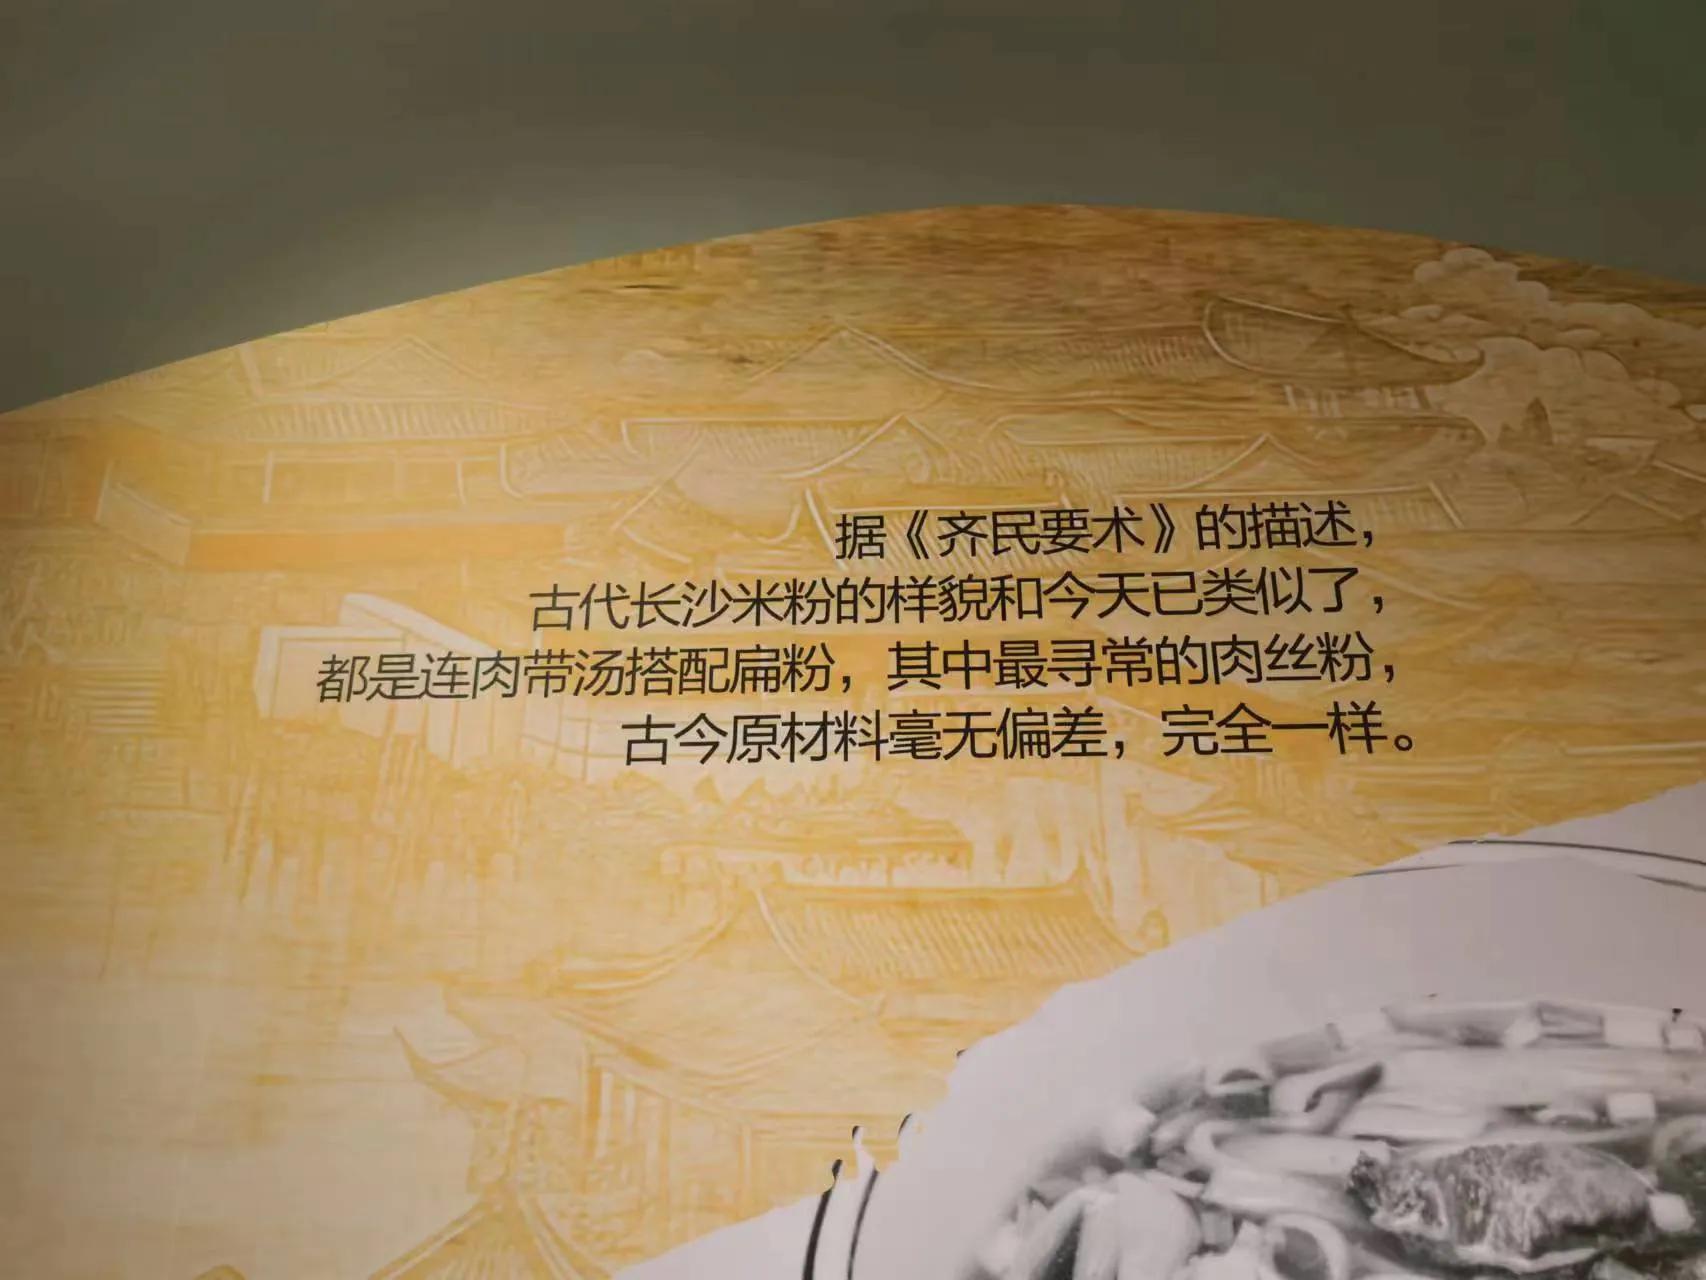 据《齐民要术》的描述，
古代长沙米粉的样貌和今天已类似了，
都是连肉带汤搭配扁粉，其中最寻常的肉丝粉，
古今原材料毫无偏差，完全一样。